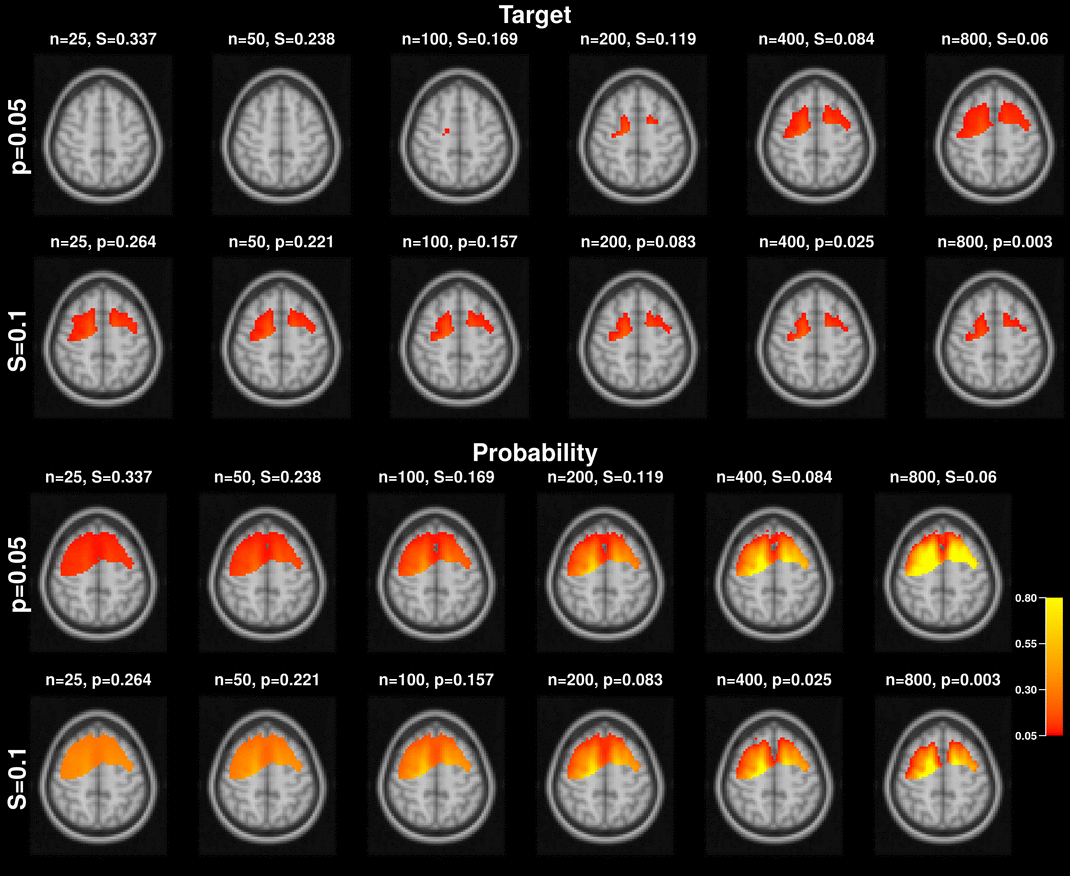 Target
n=25, S=0.337 n=50, S=0.238 n=100, S=0.169 n=200, S=0.119 n=400, S=0.084 n=800, S=0.06
p=0.05
n=25, p=0.264 n=50, p=0.221 n=100, p=0.157 n=200, p=0.083 n=400, p=0.025 n=800, p=0.003
S=0.1
Probability
n=25, S=0.337 n=50, S=0.238 n=100, S=0.169 n=200, S=0.119 n=400, S=0.084 n=800, S=0.06
p=0.05
n=25, p=0.264 n=50, p=0.221 n=100, p=0.157 n=200, p=0.083 n=400, p=0.025 n=800, p=0.003
S=0.1
0.80
0.55
0.30
0.05